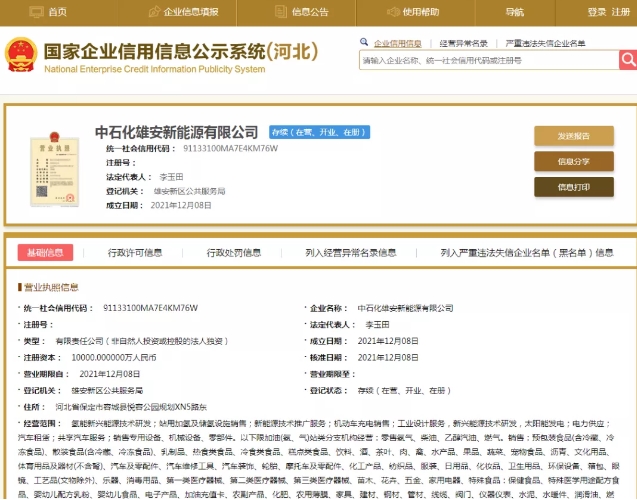 首页 企业信息填报 信息公告 使用帮助 导航 登录 注册
国家企业信用信息公示系统(河北)
National Enterprise Credit Information Publicity System
企业信用信息 | 经营异常名录 | 严重违法失信企业名单
请输入企业名称、统一社会信用代码或注册号
营业执照
中石化雄安新能源有限公司 存续（在营、开业、在册）
统一社会信用代码： 91133100MA7E4KM76W
注册号：
法定代表人： 李玉田
登记机关： 雄安新区公共服务局
成立日期： 2021年12月08日
发送报告
信息分享
信息打印
基础信息 | 行政许可信息 | 行政处罚信息 | 列入经营异常名录信息 | 列入严重违法失信企业名单（黑名单）信息
营业执照信息
· 统一社会信用代码： 91133100MA7E4KM76W · 企业名称： 中石化雄安新能源有限公司
· 注册号： · 法定代表人： 李玉田
· 类型： 有限责任公司（非自然人投资或控股的法人独资） · 成立日期： 2021年12月08日
· 注册资本： 10000.000000万人民币 · 核准日期： 2021年12月08日
· 营业期限自： 2021年12月08日 · 营业期限至：
· 登记机关： 雄安新区公共服务局 · 登记状态： 存续（在营、开业、在册）
· 住所： 河北省保定市容城县悦容公园规划XN5路东
· 经营范围： 氢能新兴能源技术研发；站用加氢及储氢设施销售；新能源技术推广服务；机动车充电销售；工业设计服务，新兴能源技术研发，太阳能发电；电力供应；
汽车租赁；共享汽车服务；销售专用设备、机械设备、零部件。以下限加油(氢、气)站类分支机构经营：零售氢气、柴油、乙醇汽油、燃气。销售：预包装食品(含冷藏、冷
冻食品)，散装食品(含冷藏、冷冻食品)，乳制品、热食类食品、冷食类食品、糕点类食品、饮料、酒、茶叶、肉、禽、水产品、果品、蔬菜、宠物食品、沥青、文化用品、
体育用品及器材(不含弩)、汽车及零配件、汽车维修工具、汽车装饰、轮胎、摩托车及零配件、化工产品、纺织品、服装、日用品、化妆品、卫生用品、环保设备、箱包、眼
镜、工艺品(文物除外)、乐器、消毒用品、第一类医疗器械、第二类医疗器械、第三类医疗器械、苗木、花卉、五金、家用电器、特殊食品：保健食品、特殊医学用途配方食
品、婴幼儿配方乳粉、婴幼儿食品、电子产品、加油充值卡、农副产品、化肥、农用薄膜、家具、建材、钢材、管材、线缆、阀门、仪器仪表、水泥、水暖件、润滑油、燃